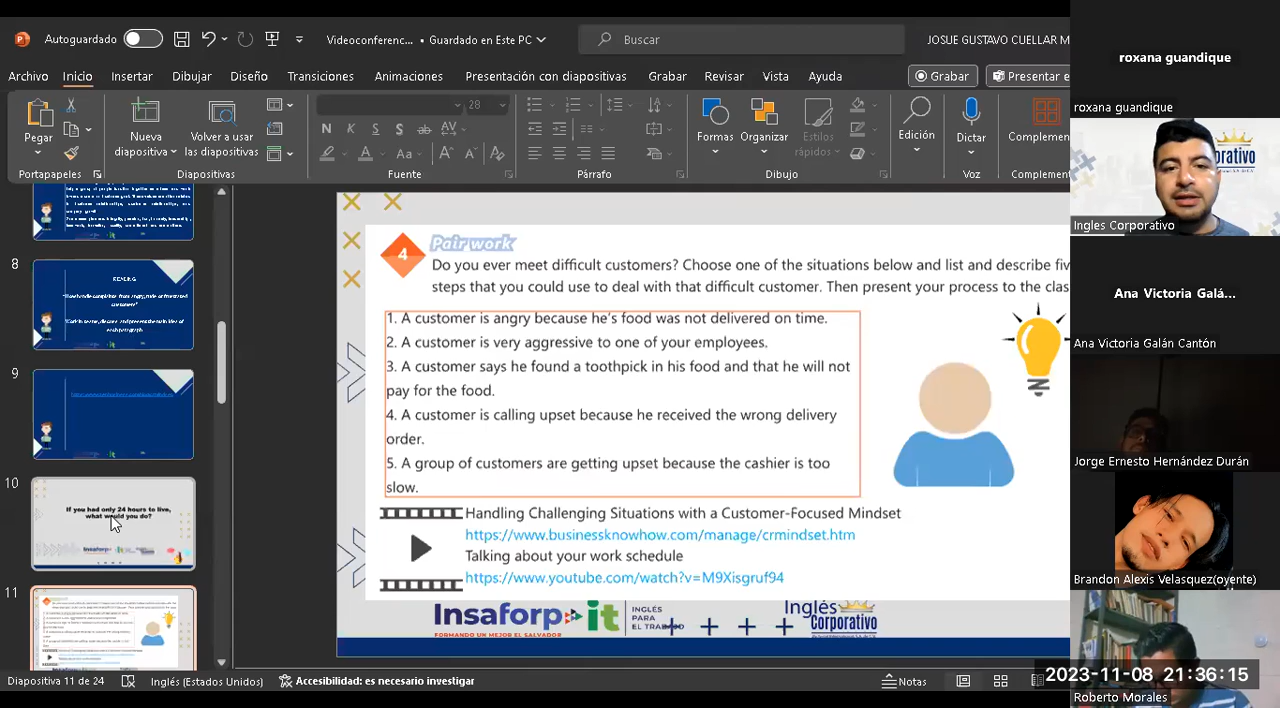 Autoguardado
Videoconferenc... • Guardado en Este PC
Buscar
JOSUE GUSTAVO CUELLAR M
Archivo Inicio Insertar Dibujar Diseño Transiciones Animaciones Presentación con diapositivas Grabar Revisar Vista Ayuda
Grabar
Presentar e
28
Pegar
Nueva diapositiva
Volver a usar las diapositivas
N K S S ab AV
Aa
Formas Organizar Estilos rápidos
Edición
Dictar
Complemen
Portapapeles Diapositivas Fuente Párrafo Dibujo Voz Complement
8
READING
9
10
If you had only 24 hours to live,
what would you do?
11
4
Pair work
Do you ever meet difficult customers? Choose one of the situations below and list and describe fiv
steps that you could use to deal with that difficult customer. Then present your process to the clas
1. A customer is angry because he's food was not delivered on time.
2. A customer is very aggressive to one of your employees.
3. A customer says he found a toothpick in his food and that he will not
pay for the food.
4. A customer is calling upset because he received the wrong delivery
order.
5. A group of customers are getting upset because the cashier is too
slow.
Handling Challenging Situations with a Customer-Focused Mindset
https://www.businessknowhow.com/manage/crmindset.htm
Talking about your work schedule
https://www.youtube.com/watch?v=M9Xisgruf94
Insaforp it
FORMANDO UN MEJOR EL SALVADOR
INGLÉS
PARA
EL TRABAJO
Inglés
Corporativo
Diapositiva 11 de 24
Inglés (Estados Unidos)
Accesibilidad: es necesario investigar
Notas
roxana guandique
roxana guandique
orativo
Ingles Corporativo
Ana Victoria Galá...
Ana Victoria Galán Cantón
Jorge Ernesto Hernández Durán
Brandon Alexis Velasquez(oyente)
2023-11-08 21:36:15
Roberto Morales